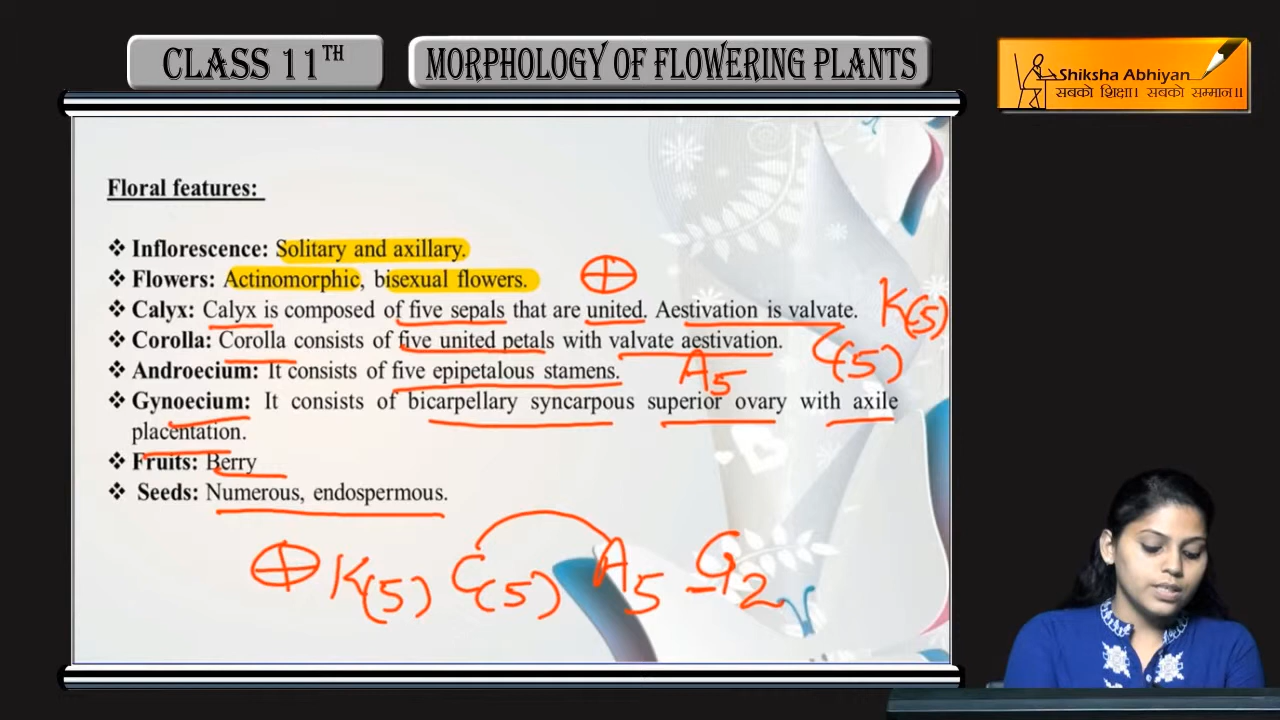 CLASS 11TH
MORPHOLOGY OF FLOWERING PLANTS
Shiksha Abhiyan
सबको शिक्षा। सबको सम्मान॥
Floral features:
❖ Inflorescence: Solitary and axillary.
❖ Flowers: Actinomorphic, bisexual flowers. ⊕
❖ Calyx: Calyx is composed of five sepals that are united. Aestivation is valvate. K(5)
❖ Corolla: Corolla consists of five united petals with valvate aestivation. C(5)
❖ Androecium: It consists of five epipetalous stamens. A5
❖ Gynoecium: It consists of bicarpellary syncarpous superior ovary with axile
placentation.
❖ Fruits: Berry
❖ Seeds: Numerous, endospermous.
⊕ K(5) C(5) A5 G2